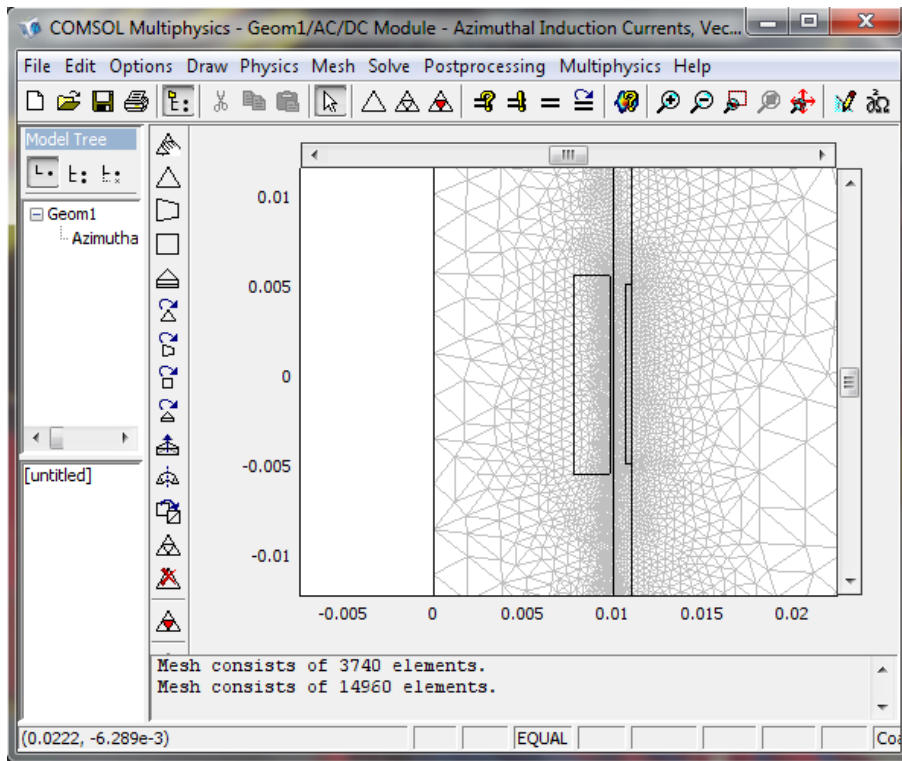 COMSOL Multiphysics - Geom1/AC/DC Module - Azimuthal Induction Currents, Vec...
File Edit Options Draw Physics Mesh Solve Postprocessing Multiphysics Help
Model Tree
Geom1
Azimutha
[untitled]
0.01
0.005
0
-0.005
-0.01
-0.005 0 0.005 0.01 0.015 0.02
Mesh consists of 3740 elements.
Mesh consists of 14960 elements.
(0.0222, -6.289e-3) EQUAL Coa